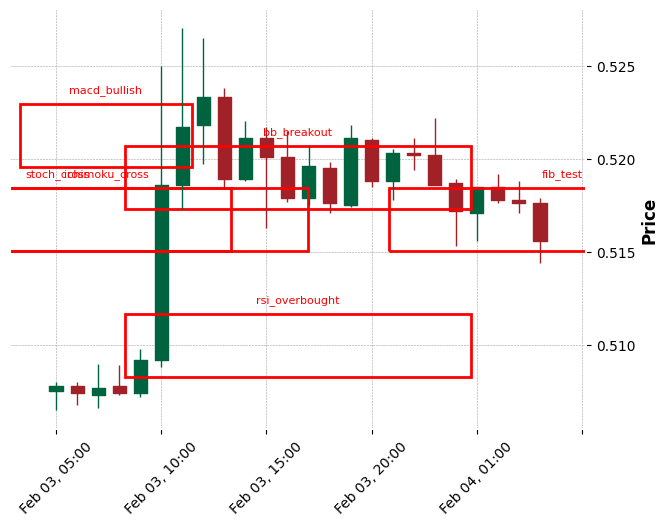 macd_bullish
bb_breakout
ichimoku_cross
fib_test
rsi_overbought
0.525
0.520
0.515
0.510
Price
Feb 03, 05:00
Feb 03, 10:00
Feb 03, 15:00
Feb 03, 20:00
Feb 04, 01:00
stoch_cross